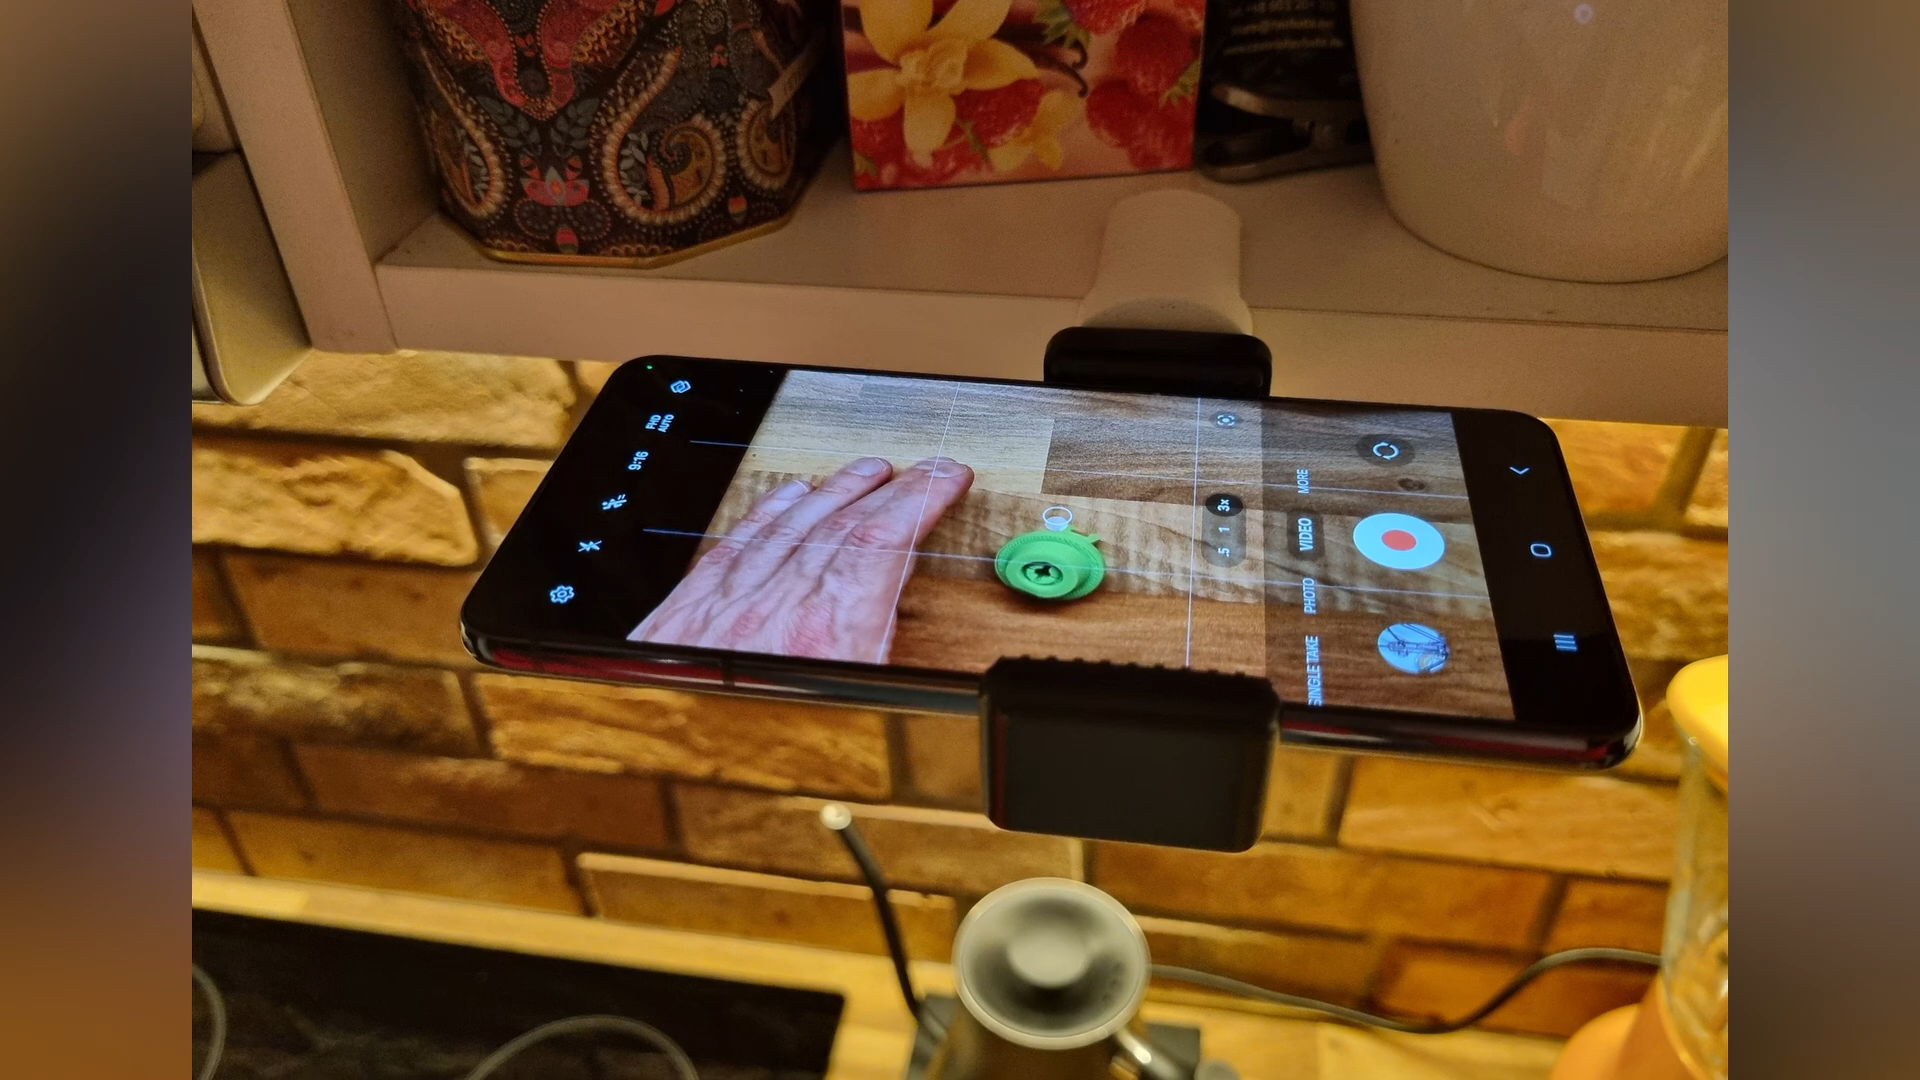 FHD
AUTO
9:16
.5 1 3x
SINGLE TAKE PHOTO VIDEO MORE